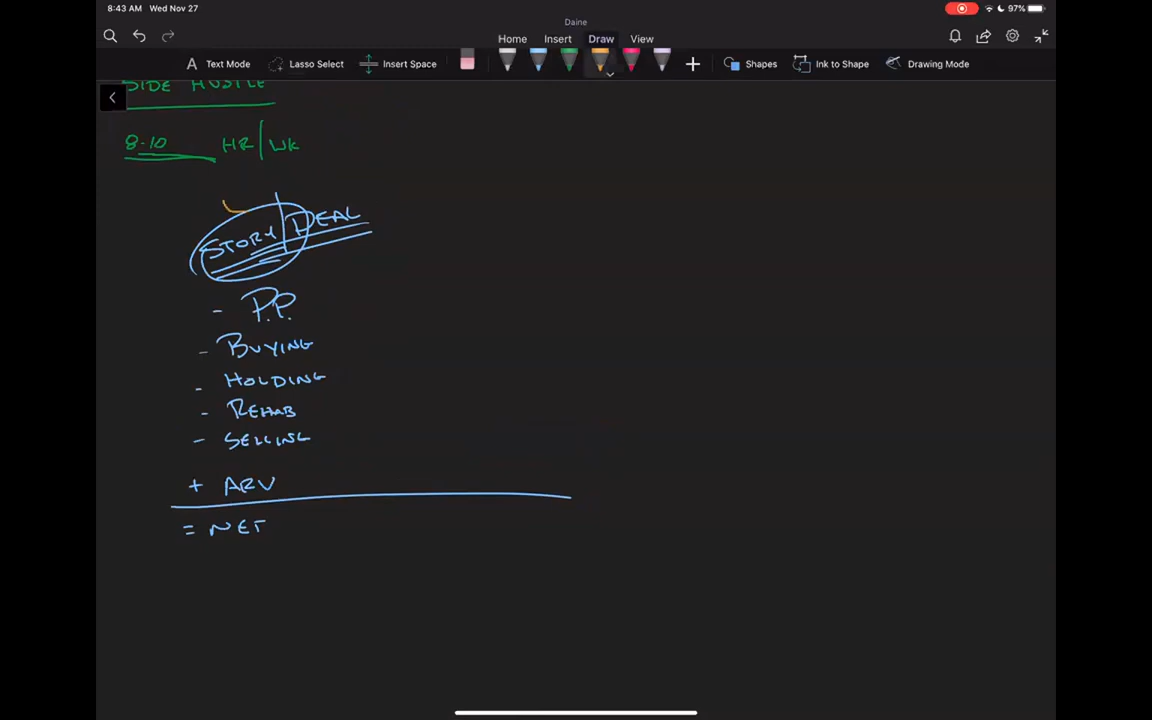 8:43 AM Wed Nov 27
97%
Daine
Home Insert Draw View
Text Mode Lasso Select Insert Space Shapes Ink to Shape Drawing Mode
SIDE HUSTLE
8-10 HR | WK
STORY | DEAL
- P.P.
- BUYING
- HOLDING
- REHAB
- SELLING
+ ARV
= NET